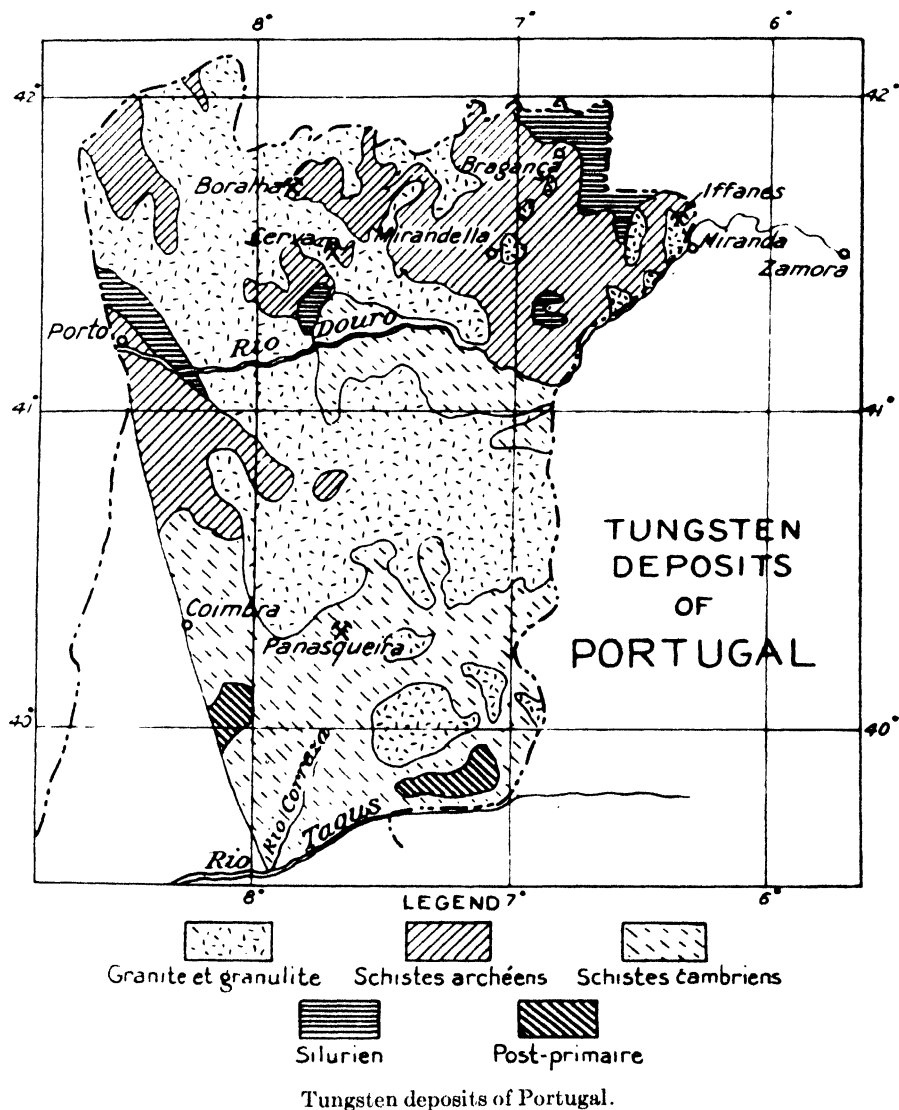 8° 7° 6°
42° 42°
Bragança
Boralha
Iffanes
Mirandella
Miranda
Zamora
Porto
Rio Douro
41° 41°
TUNGSTEN
DEPOSITS
OF
PORTUGAL
Coimbra
Panasqueira
40° 40°
Rio Corraza
Rio Tagus
8° 7° 6°
LEGEND
Granite et granulite Schistes archéens Schistes cambriens
Silurien Post-primaire
Tungsten deposits of Portugal.